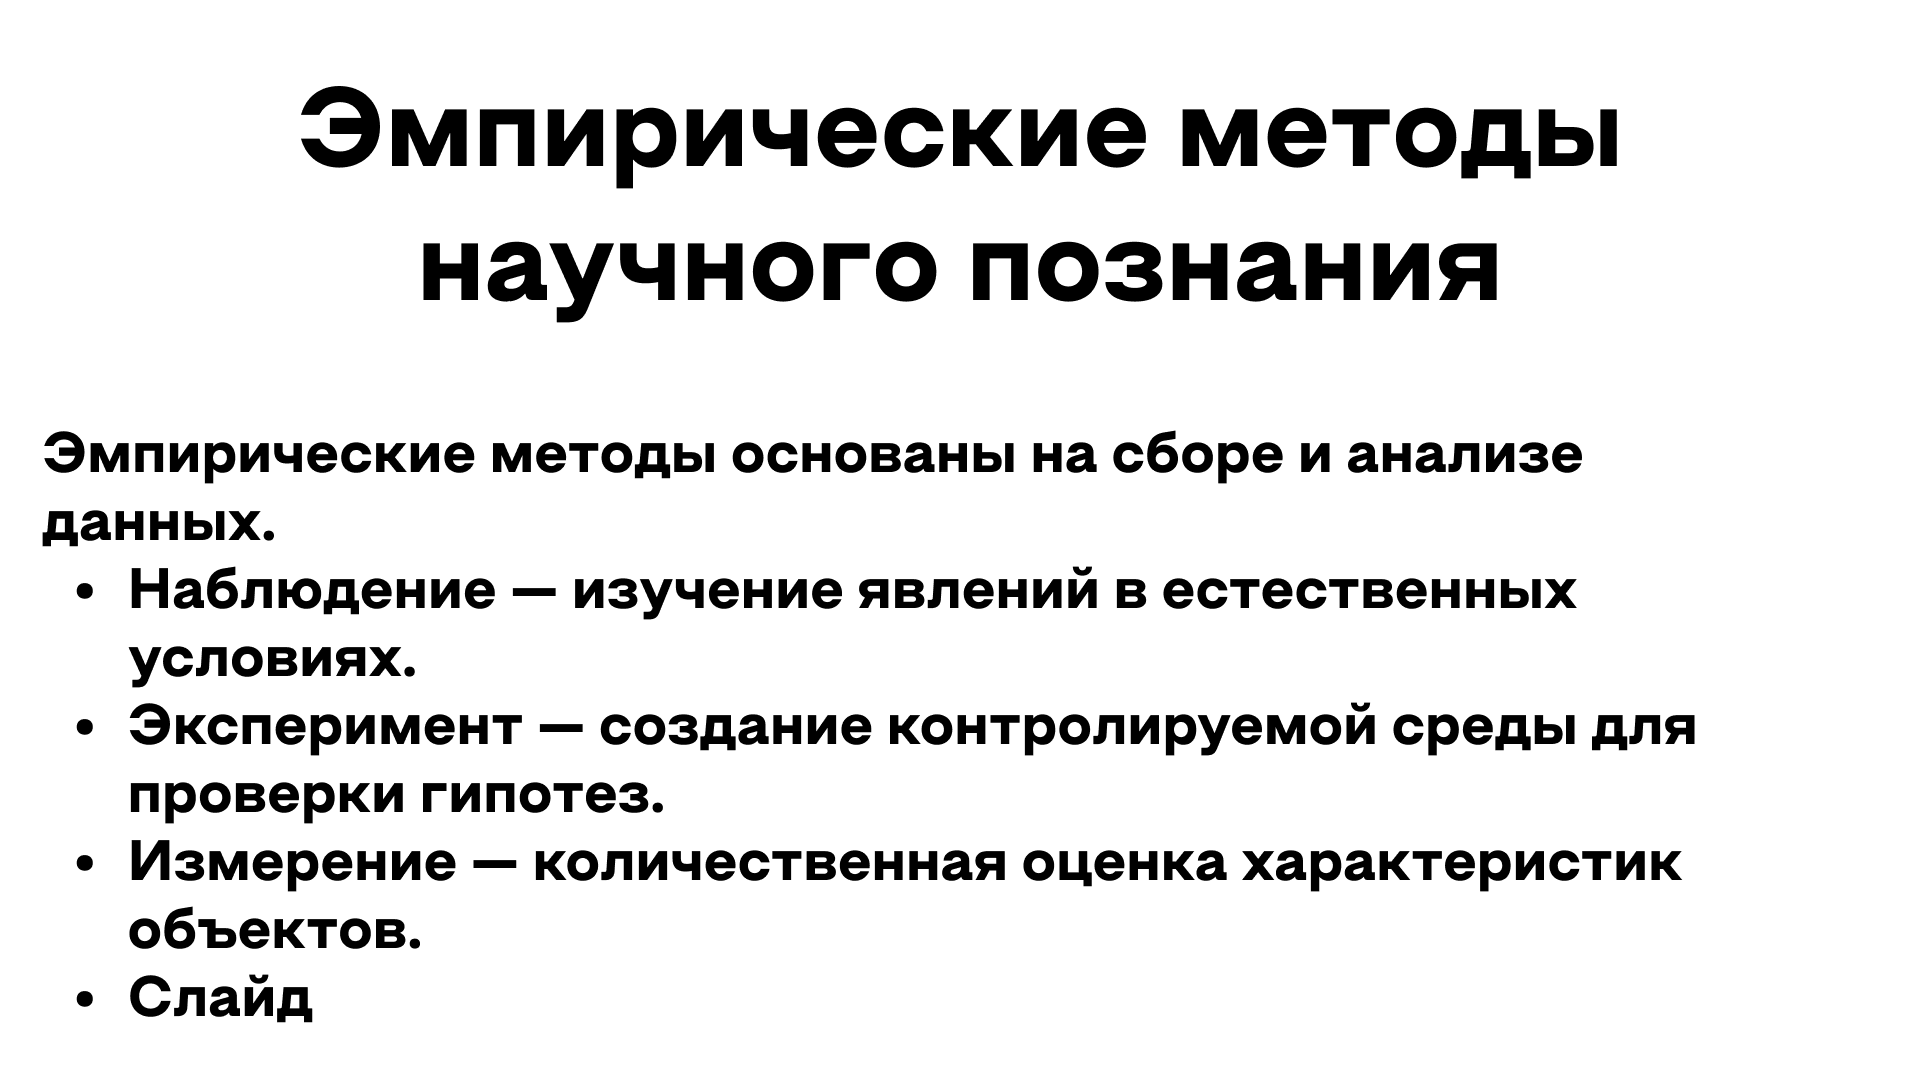 Эмпирические методы
научного познания
Эмпирические методы основаны на сборе и анализе
данных.
• Наблюдение — изучение явлений в естественных
условиях.
• Эксперимент — создание контролируемой среды для
проверки гипотез.
• Измерение — количественная оценка характеристик
объектов.
• Слайд